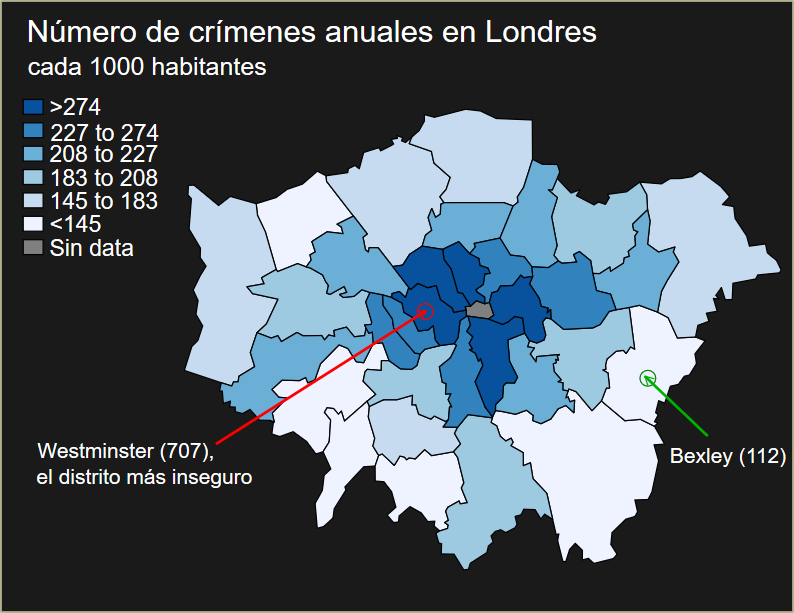 Número de crímenes anuales en Londres
cada 1000 habitantes
>274
227 to 274
208 to 227
183 to 208
145 to 183
<145
Sin data
Westminster (707),
el distrito más inseguro
Bexley (112)